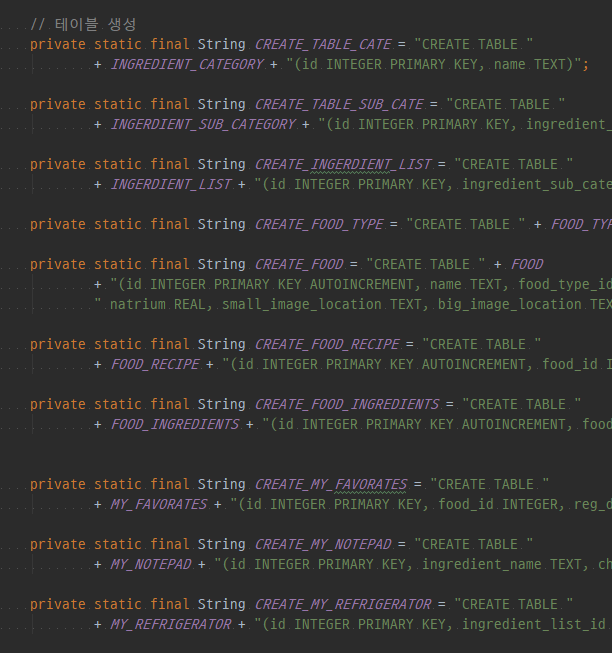 // 테이블 생성
private static final String CREATE_TABLE_CATE = "CREATE TABLE "
+ INGREDIENT_CATEGORY + "(id INTEGER PRIMARY KEY, name TEXT)";
private static final String CREATE_TABLE_SUB_CATE = "CREATE TABLE "
+ INGERDIENT_SUB_CATEGORY + "(id INTEGER PRIMARY KEY, ingredient_
private static final String CREATE_INGERDIENT_LIST = "CREATE TABLE "
+ INGERDIENT_LIST + "(id INTEGER PRIMARY KEY, ingredient_sub_cate
private static final String CREATE_FOOD_TYPE = "CREATE TABLE " + FOOD_TYP
private static final String CREATE_FOOD = "CREATE TABLE " + FOOD
+ "(id INTEGER PRIMARY KEY AUTOINCREMENT, name TEXT, food_type_id
" natrium REAL, small_image_location TEXT, big_image_location TEX
private static final String CREATE_FOOD_RECIPE = "CREATE TABLE "
+ FOOD_RECIPE + "(id INTEGER PRIMARY KEY AUTOINCREMENT, food_id I
private static final String CREATE_FOOD_INGREDIENTS = "CREATE TABLE "
+ FOOD_INGREDIENTS + "(id INTEGER PRIMARY KEY AUTOINCREMENT, food
private static final String CREATE_MY_FAVORATES = "CREATE TABLE "
+ MY_FAVORATES + "(id INTEGER PRIMARY KEY, food_id INTEGER, reg_d
private static final String CREATE_MY_NOTEPAD = "CREATE TABLE "
+ MY_NOTEPAD + "(id INTEGER PRIMARY KEY, ingredient_name TEXT, ch
private static final String CREATE_MY_REFRIGERATOR = "CREATE TABLE "
+ MY_REFRIGERATOR + "(id INTEGER PRIMARY KEY, ingredient_list_id